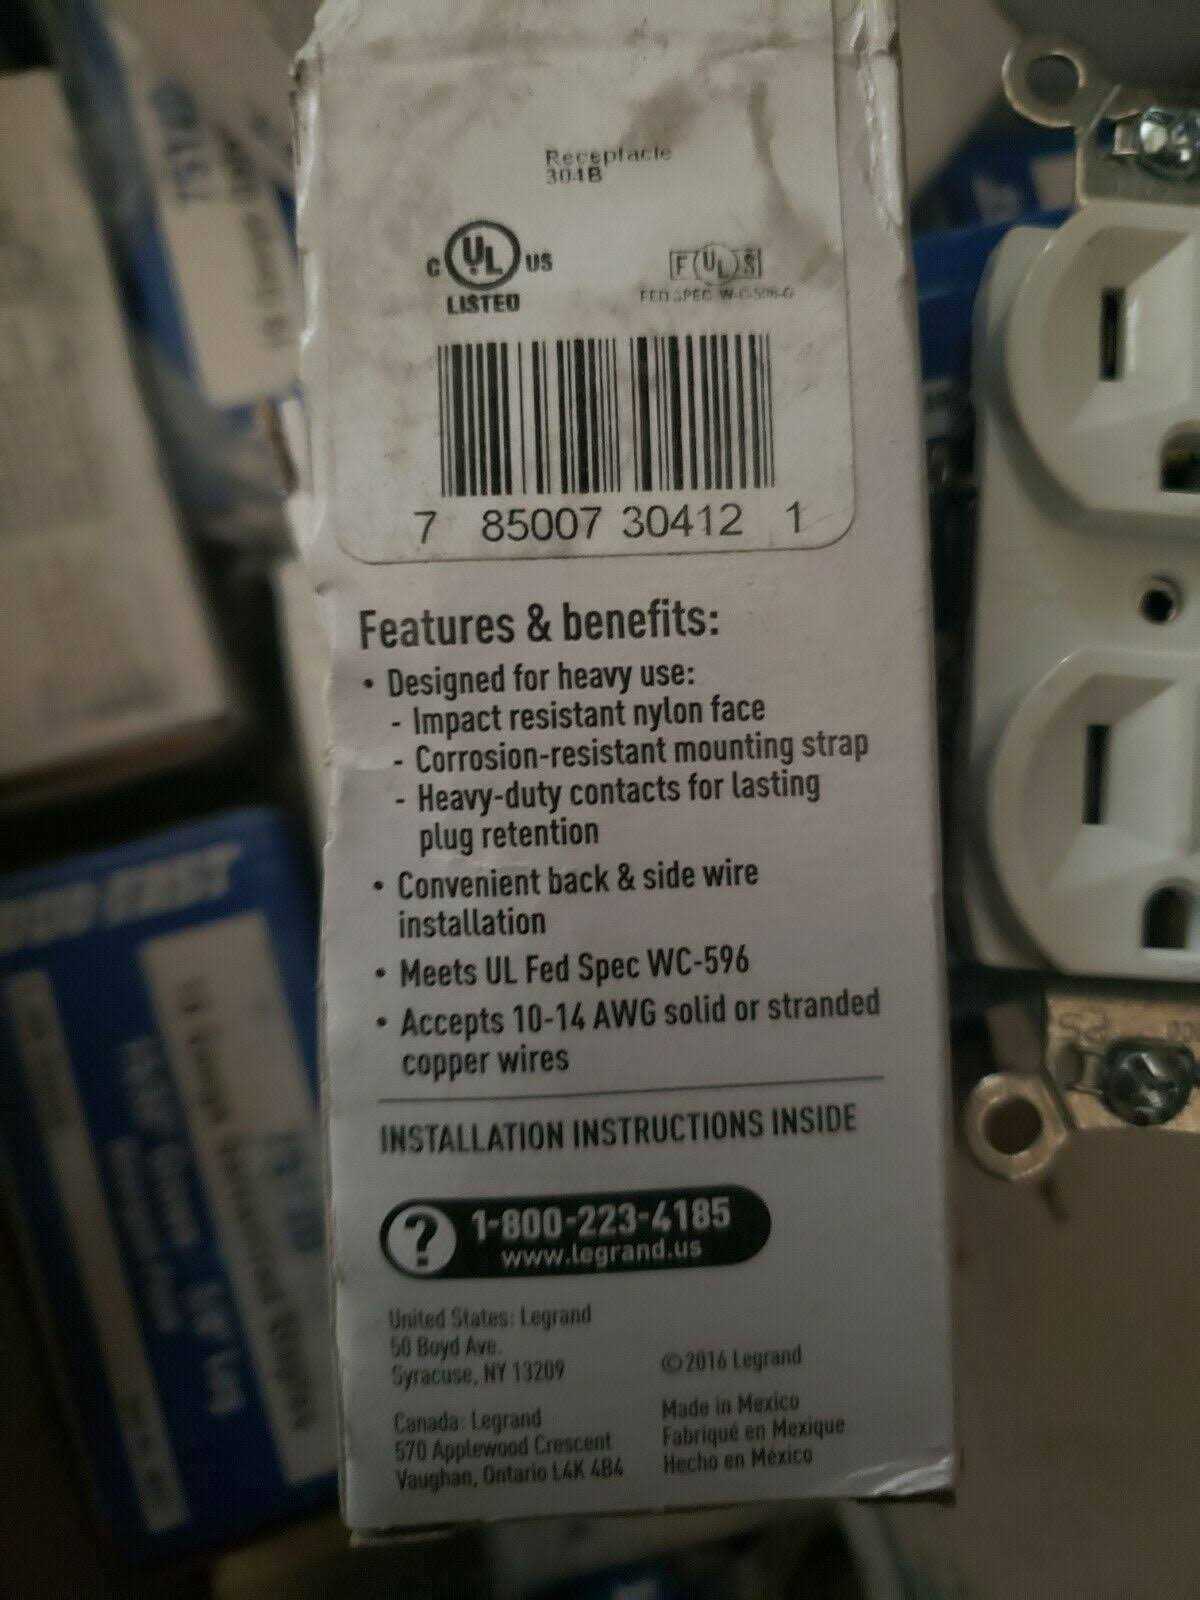 Receptacle
304B
C UL US
LISTED
F UL S
FED SPEC W-C-596-G
7 85007 30412 1
Features & benefits:
• Designed for heavy use:
- Impact resistant nylon face
- Corrosion-resistant mounting strap
- Heavy-duty contacts for lasting
plug retention
• Convenient back & side wire
installation
• Meets UL Fed Spec WC-596
• Accepts 10-14 AWG solid or stranded
copper wires
INSTALLATION INSTRUCTIONS INSIDE
? 1-800-223-4185
www.legrand.us
United States: Legrand
50 Boyd Ave.
Syracuse, NY 13209
©2016 Legrand
Canada: Legrand
570 Applewood Crescent
Vaughan, Ontario L4K 4B4
Made in Mexico
Fabriqué en Mexique
Hecho en México